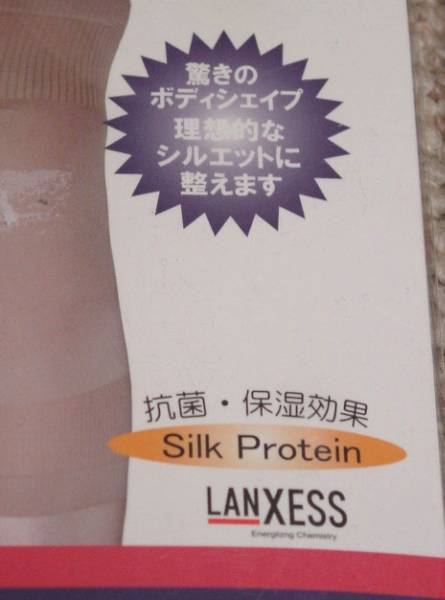 驚きの
ボディシェイプ
理想的な
シルエットに
整えます
抗菌・保湿効果
Silk Protein
LANXESS
Energizing Chemistry